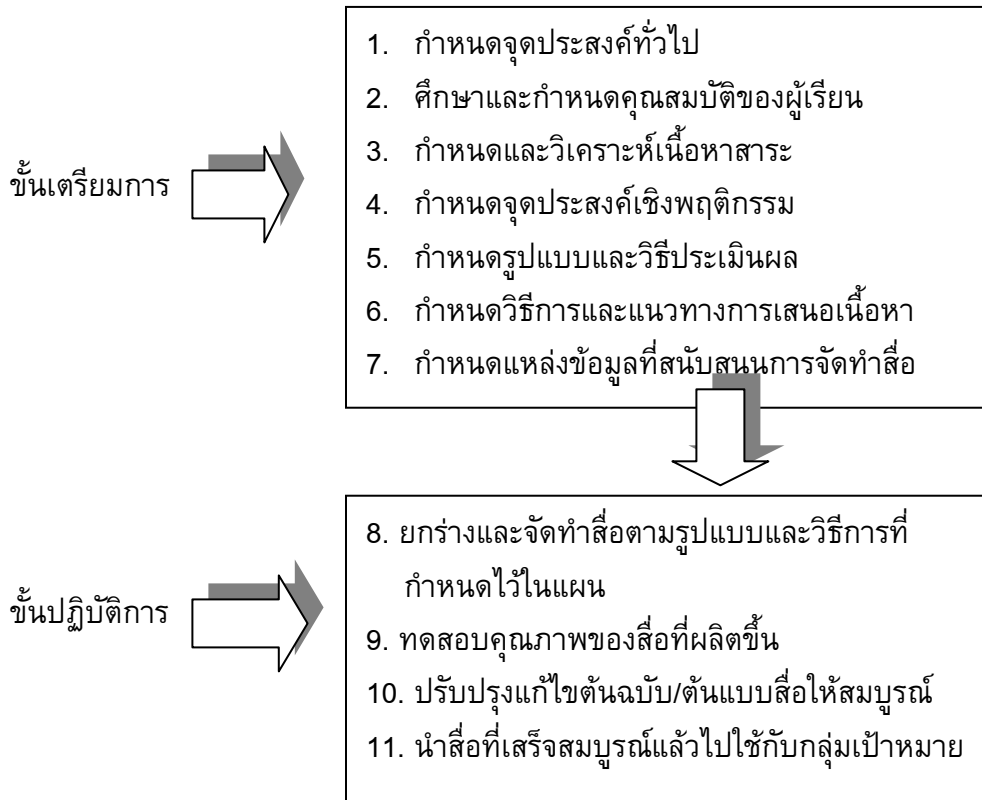 1. กำหนดจุดประสงค์ทั่วไป
2. ศึกษาและกำหนดคุณสมบัติของผู้เรียน
3. กำหนดและวิเคราะห์เนื้อหาสาระ
ขั้นเตรียมการ
4. กำหนดจุดประสงค์เชิงพฤติกรรม
5. กำหนดรูปแบบและวิธีประเมินผล
6. กำหนดวิธีการและแนวทางการเสนอเนื้อหา
7. กำหนดแหล่งข้อมูลที่สนับสนุนการจัดทำสื่อ
8. ยกร่างและจัดทำสื่อตามรูปแบบและวิธีการที่
กำหนดไว้ในแผน
ขั้นปฏิบัติการ
9. ทดสอบคุณภาพของสื่อที่ผลิตขึ้น
10. ปรับปรุงแก้ไขต้นฉบับ/ต้นแบบสื่อให้สมบูรณ์
11. นำสื่อที่เสร็จสมบูรณ์แล้วไปใช้กับกลุ่มเป้าหมาย